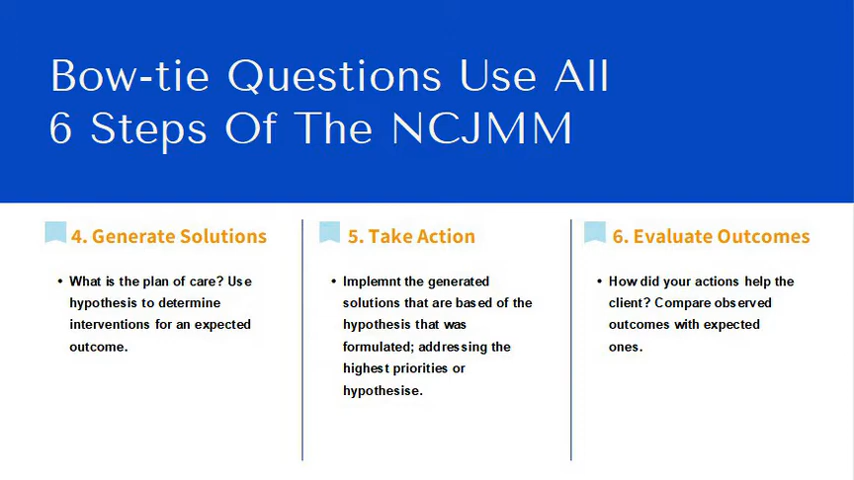 Bow-tie Questions Use All
6 Steps Of The NCJMM
4. Generate Solutions
• What is the plan of care? Use
hypothesis to determine
interventions for an expected
outcome.
5. Take Action
• Implemnt the generated
solutions that are based of the
hypothesis that was
formulated; addressing the
highest priorities or
hypothesise.
6. Evaluate Outcomes
• How did your actions help the
client? Compare observed
outcomes with expected
ones.